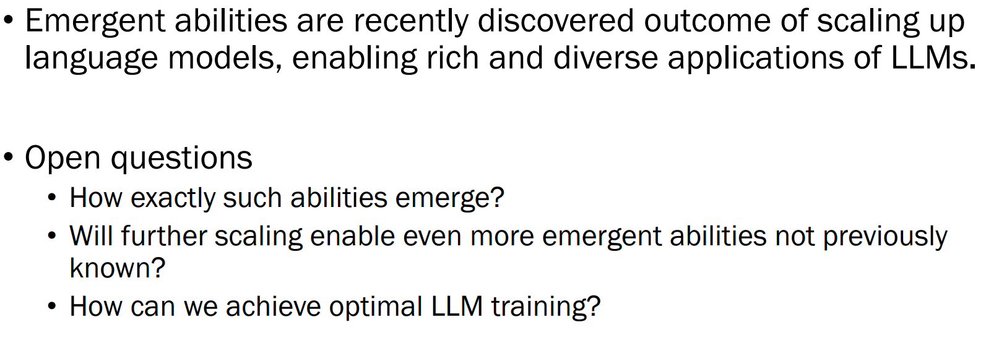 • Emergent abilities are recently discovered outcome of scaling up
language models, enabling rich and diverse applications of LLMs.
• Open questions
• How exactly such abilities emerge?
• Will further scaling enable even more emergent abilities not previously
known?
• How can we achieve optimal LLM training?